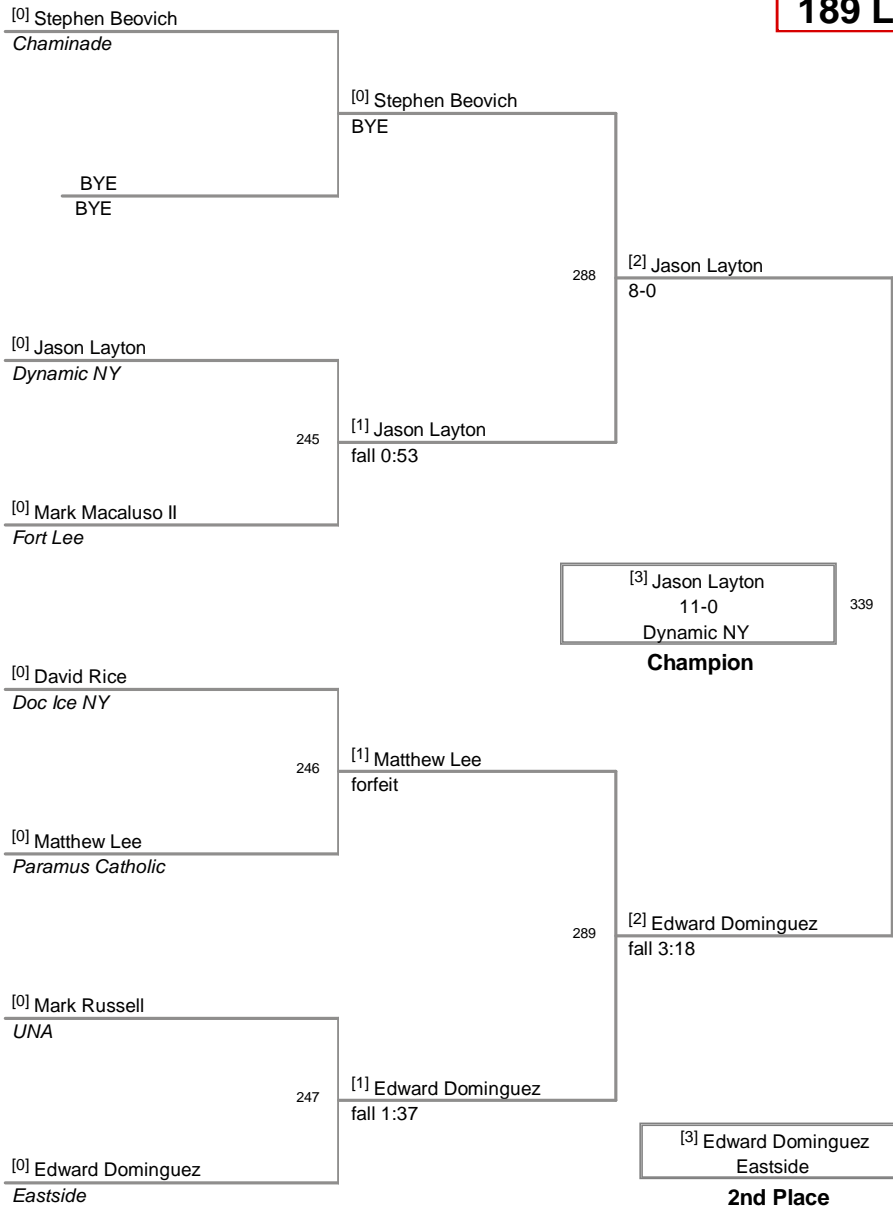 189 L
[0] Stephen Beovich
Chaminade
[0] Stephen Beovich
BYE
BYE
BYE
288
[2] Jason Layton
8-0
[0] Jason Layton
Dynamic NY
245
[1] Jason Layton
fall 0:53
[0] Mark Macaluso II
Fort Lee
[3] Jason Layton
11-0
Dynamic NY
339
Champion
[0] David Rice
Doc Ice NY
246
[1] Matthew Lee
forfeit
[0] Matthew Lee
Paramus Catholic
289
[2] Edward Dominguez
fall 3:18
[0] Mark Russell
UNA
247
[1] Edward Dominguez
fall 1:37
[0] Edward Dominguez
Eastside
[3] Edward Dominguez
Eastside
2nd Place